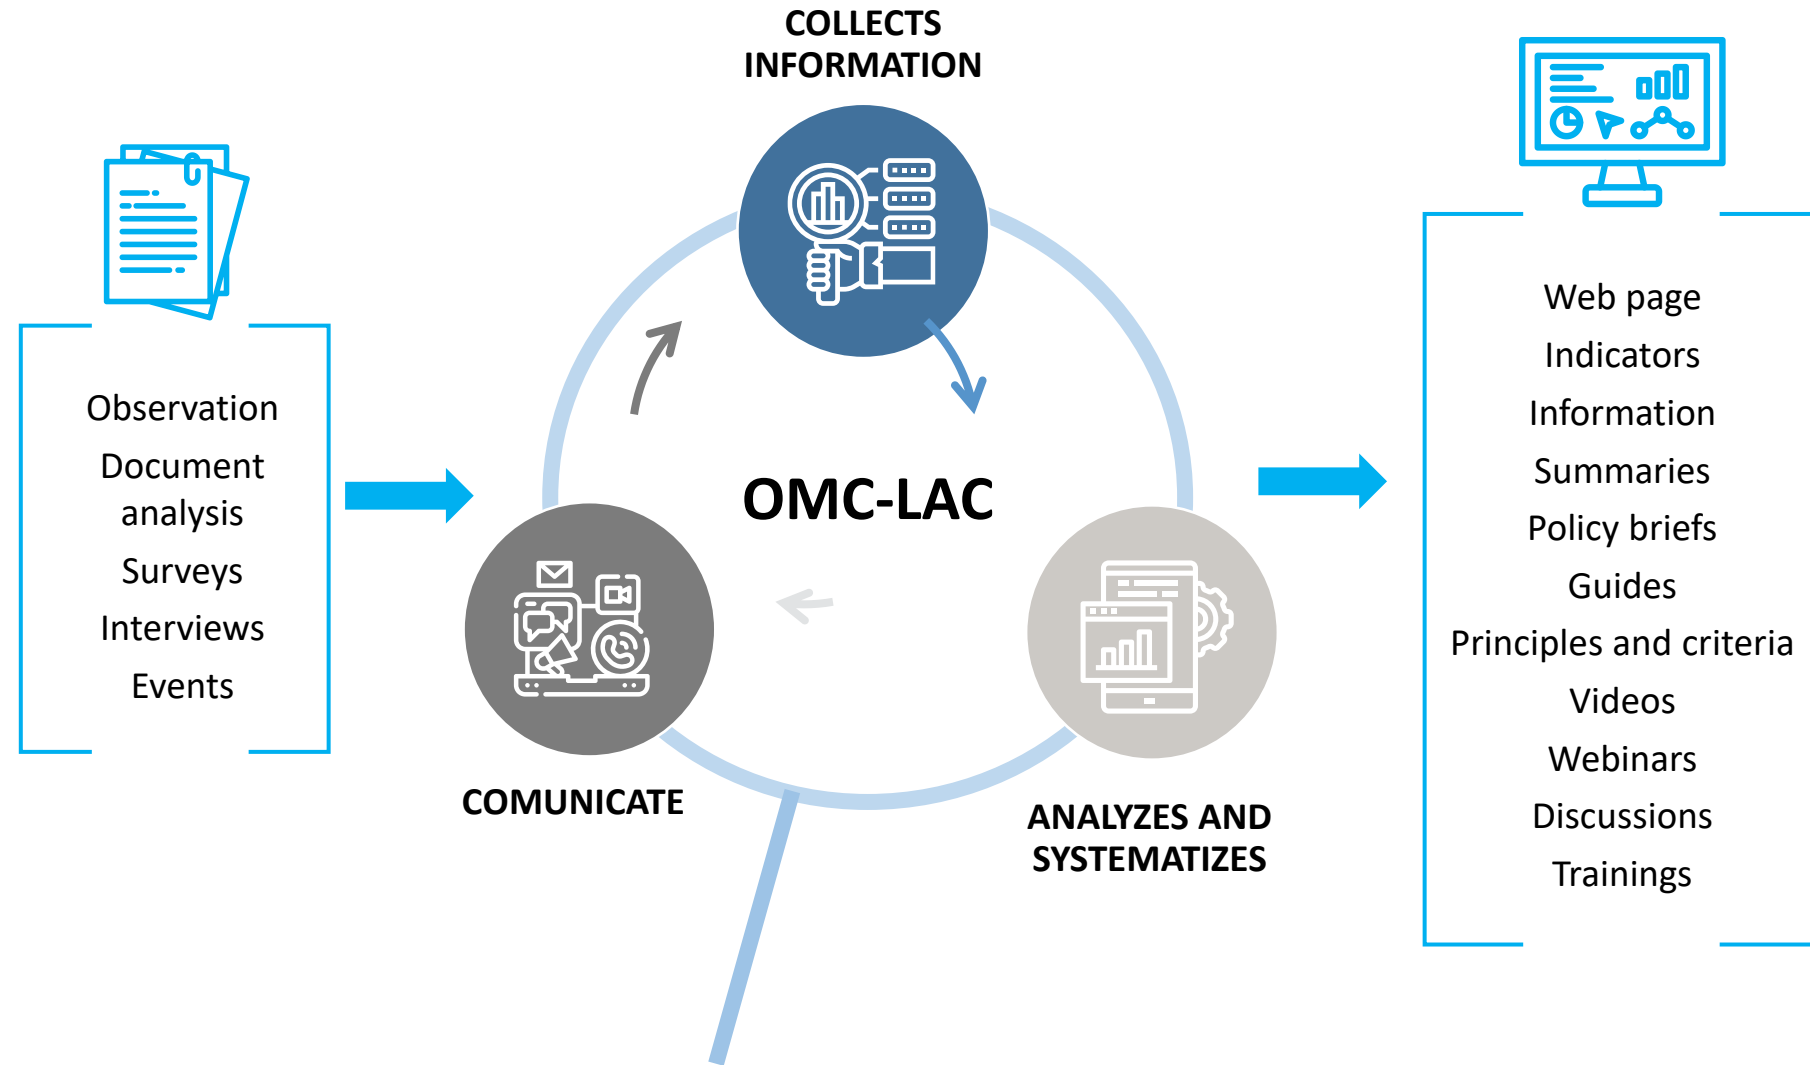 COLLECTS
INFORMATION
Observation
Document
analysis
Surveys
Interviews
Events
OMC-LAC
COMUNICATE
ANALYZES AND
SYSTEMATIZES
Web page
Indicators
Information
Summaries
Policy briefs
Guides
Principles and criteria
Videos
Webinars
Discussions
Trainings